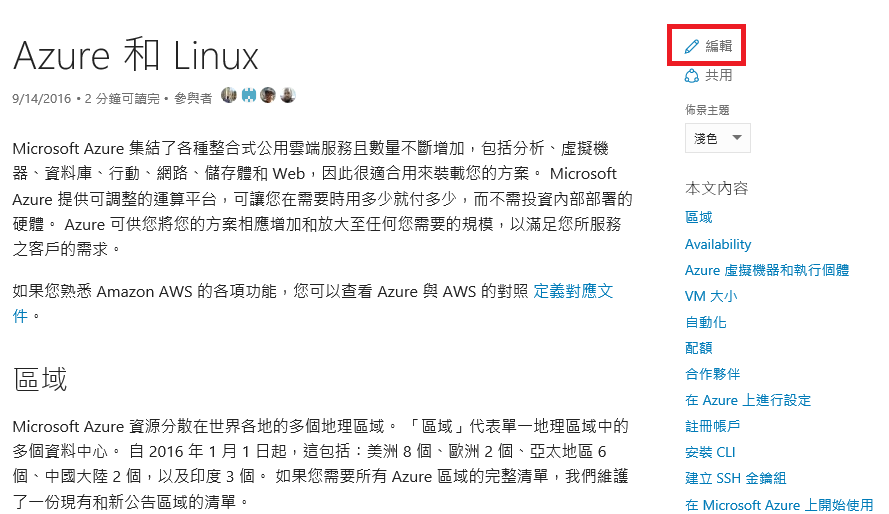 Azure 和 Linux
9/14/2016 • 2 分鐘可讀完 • 參與者
Microsoft Azure 集結了各種整合式公用雲端服務且數量不斷增加，包括分析、虛擬機
器、資料庫、行動、網路、儲存體和 Web，因此很適合用來裝載您的方案。 Microsoft
Azure 提供可調整的運算平台，可讓您在需要時用多少就付多少，而不需投資內部部署的
硬體。 Azure 可供您將您的方案相應增加和放大至任何您需要的規模，以滿足您所服務
之客戶的需求。
如果您熟悉 Amazon AWS 的各項功能，您可以查看 Azure 與 AWS 的對照 定義對應文
件。
區域
Microsoft Azure 資源分散在世界各地的多個地理區域。 「區域」代表單一地理區域中的
多個資料中心。 自 2016 年 1 月 1 日起，這包括：美洲 8 個、歐洲 2 個、亞太地區 6
個、中國大陸 2 個，以及印度 3 個。 如果您需要所有 Azure 區域的完整清單，我們維護
了一份現有和新公告區域的清單。
編輯
共用
佈景主題
淺色
本文內容
區域
Availability
Azure 虛擬機器和執行個體
VM 大小
自動化
配額
合作夥伴
在 Azure 上進行設定
註冊帳戶
安裝 CLI
建立 SSH 金鑰組
在 Microsoft Azure 上開始使用